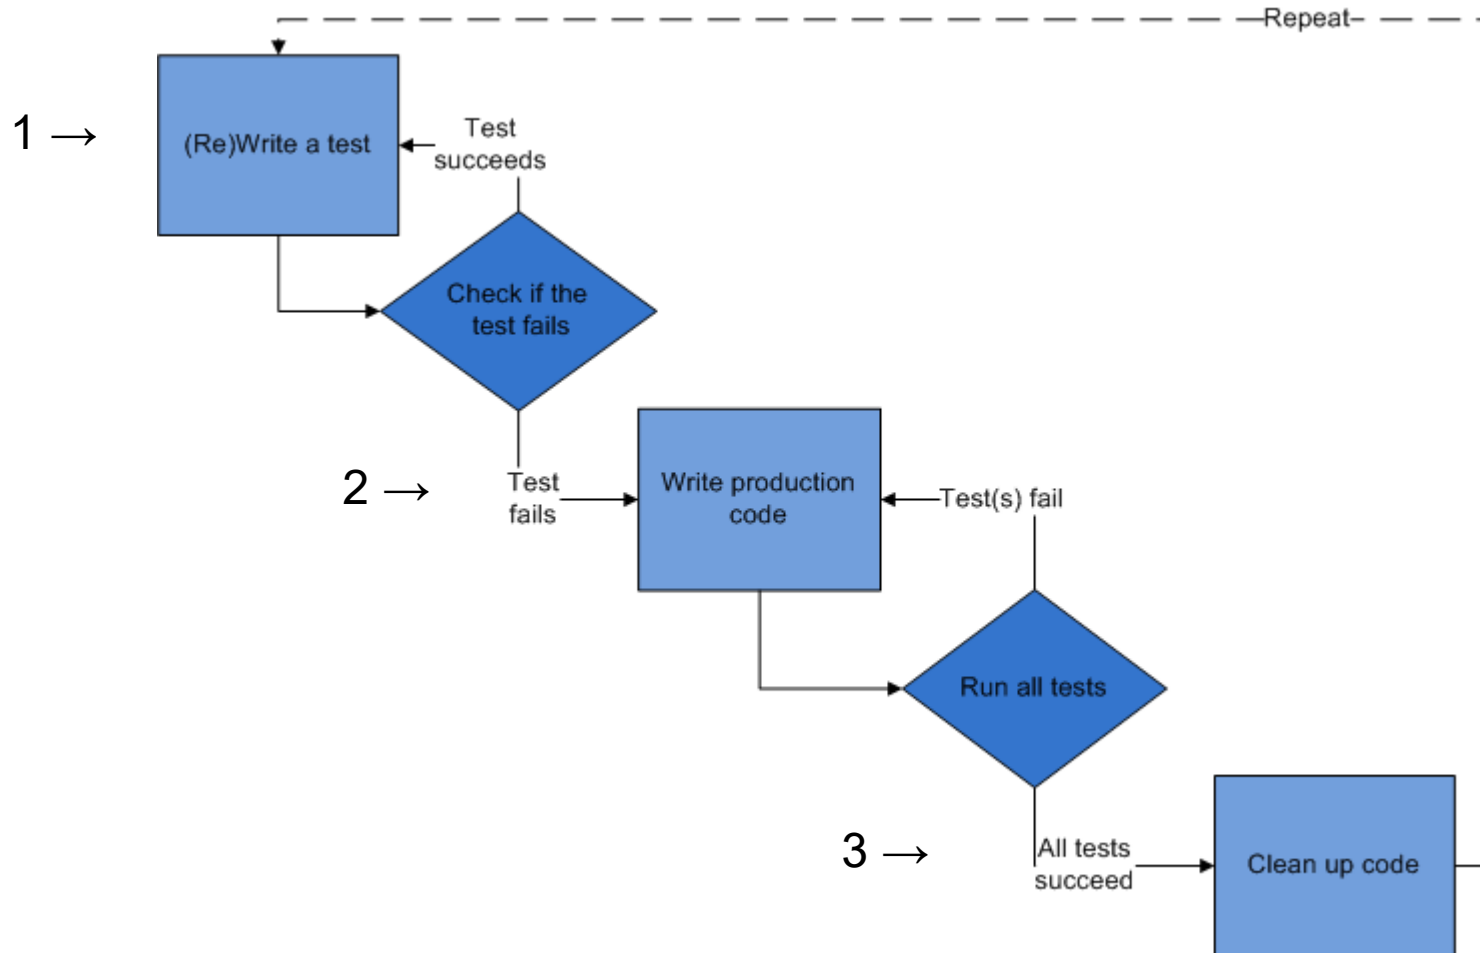 Repeat
1 →
(Re)Write a test
Test
succeeds
Check if the
test fails
2 →
Test
fails
Write production
code
Test(s) fail
Run all tests
3 →
All tests
succeed
Clean up code